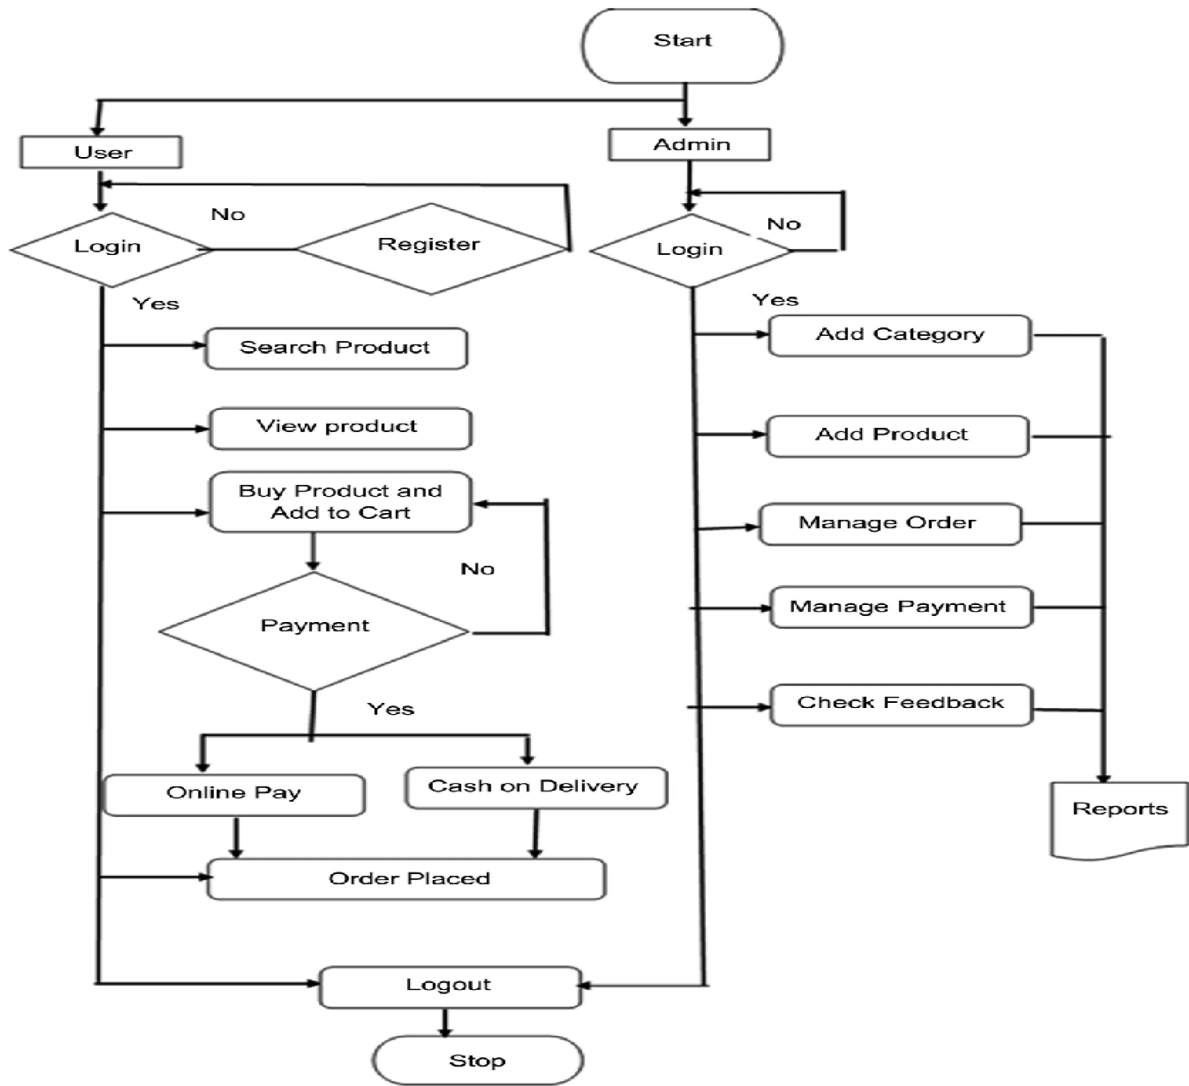 Start
User
Admin
No
Login
Register
No
Login
Yes
Yes
Search Product
Add Category
View product
Add Product
Buy Product and
Add to Cart
Manage Order
No
Payment
Manage Payment
Yes
Check Feedback
Online Pay
Cash on Delivery
Reports
Order Placed
Logout
Stop